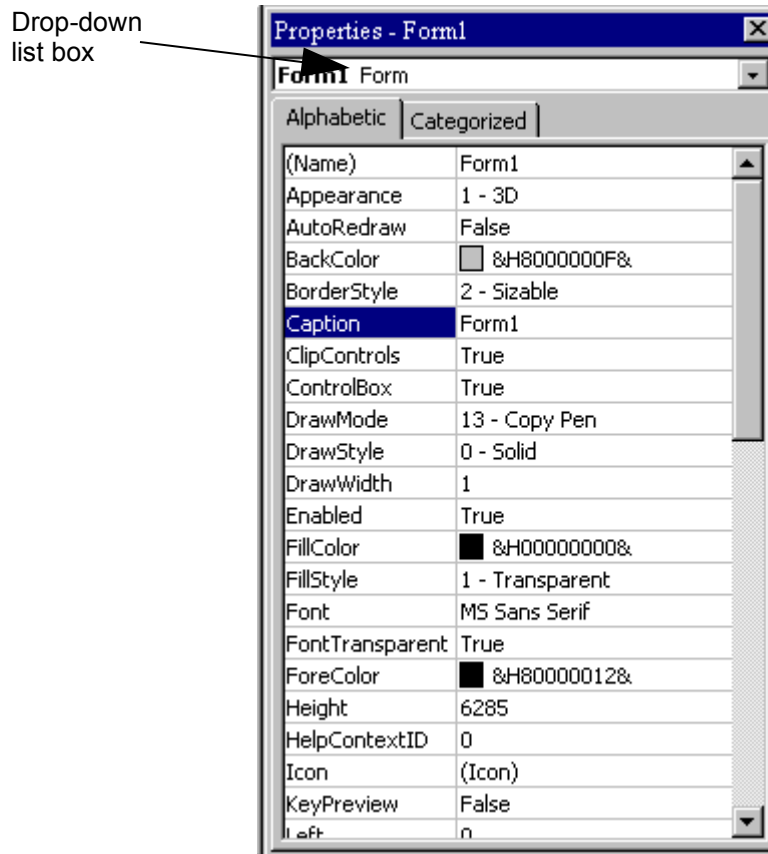 Drop-down
list box
Properties - Form1
Form1 Form
Alphabetic Categorized
(Name) Form1
Appearance 1 - 3D
AutoRedraw False
BackColor &H8000000F&
BorderStyle 2 - Sizable
Caption Form1
ClipControls True
ControlBox True
DrawMode 13 - Copy Pen
DrawStyle 0 - Solid
DrawWidth 1
Enabled True
FillColor &H00000000&
FillStyle 1 - Transparent
Font MS Sans Serif
FontTransparent True
ForeColor &H80000012&
Height 6285
HelpContextID 0
Icon (Icon)
KeyPreview False
Left 0